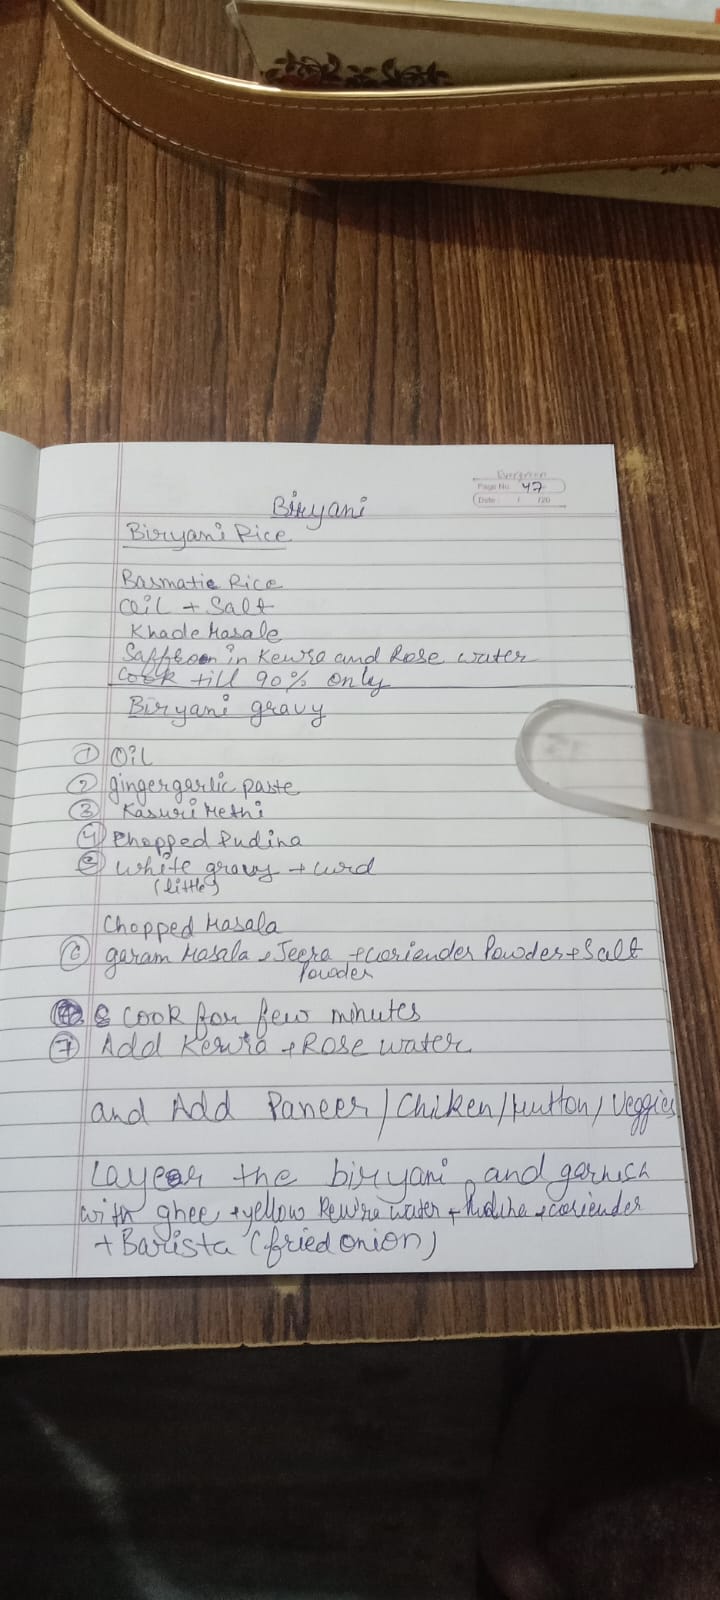 Evergreen
Page No. 47
Date: / /20
Biryani
Biryani Rice
Basmatie Rice
Oil + Salt
Khade Masale
Saffron in Kewra and Rose water
Cook till 90% only
Biryani gravy
① Oil
② gingergarlic paste
③ Kasuri Methi
④ Chopped Pudina
⑤ white gravy + curd
(little)
Chopped Masala
⑥ garam Masala + Jeera + coriender Powder + Salt
Powder
& cook for few minutes
⑦ Add Kewra + Rose water
and Add Paneer / Chiken / Mutton / Veggies
Layer the biryani and garnish
with ghee + yellow Kewra water + Pudina + coriender
+ Barista (fried onion)